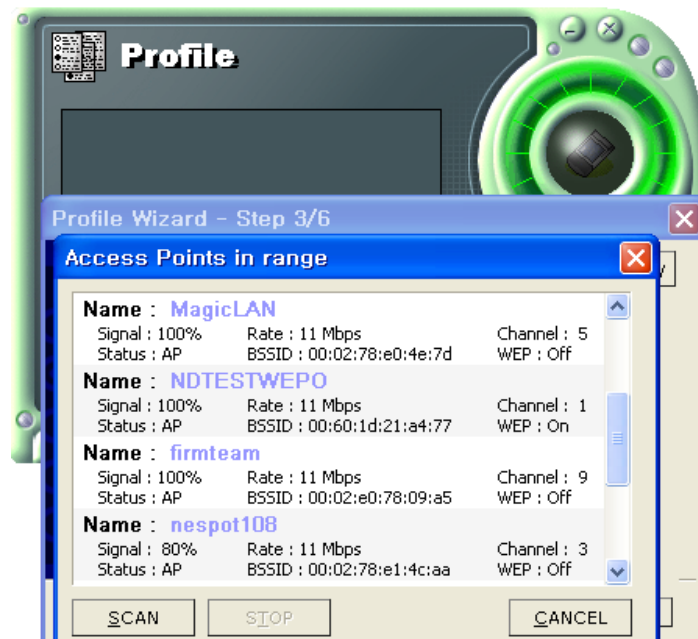 Profile
Profile Wizard - Step 3/6
Access Points in range
Name : MagicLAN
Signal : 100% Rate : 11 Mbps Channel : 5
Status : AP BSSID : 00:02:78:e0:4e:7d WEP : Off
Name : NDTESTWEPO
Signal : 100% Rate : 11 Mbps Channel : 1
Status : AP BSSID : 00:60:1d:21:a4:77 WEP : On
Name : firmteam
Signal : 100% Rate : 11 Mbps Channel : 9
Status : AP BSSID : 00:02:e0:78:09:a5 WEP : Off
Name : nespot108
Signal : 80% Rate : 11 Mbps Channel : 3
Status : AP BSSID : 00:02:78:e1:4c:aa WEP : Off
SCAN STOP CANCEL